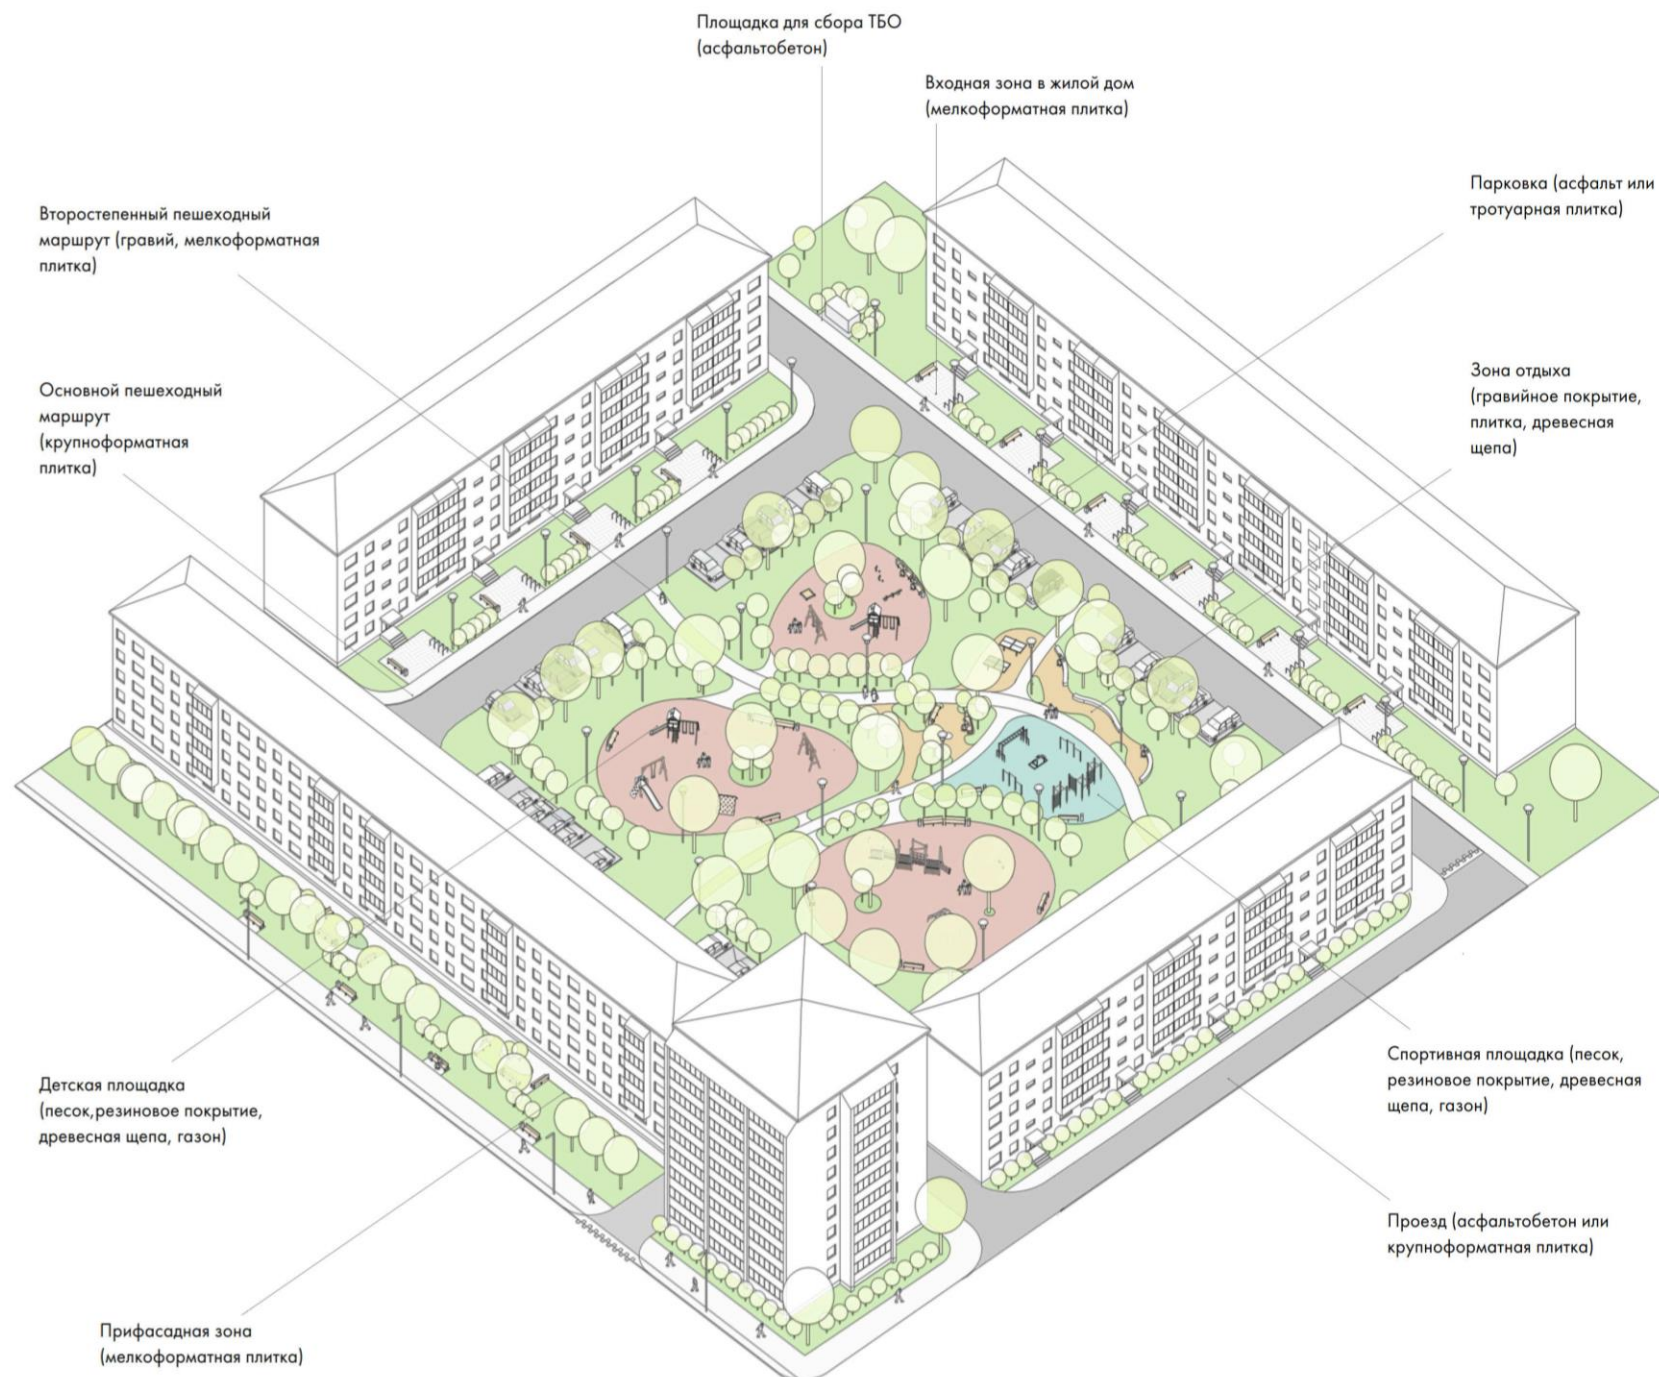 Площадка для сбора ТБО
(асфальтобетон)
Входная зона в жилой дом
(мелкоформатная плитка)
Парковка (асфальт или
тротуарная плитка)
Второстепенный пешеходный
маршрут (гравий, мелкоформатная
плитка)
Зона отдыха
(гравийное покрытие,
плитка, древесная
щепа)
Основной пешеходный
маршрут
(крупноформатная
плитка)
Детская площадка
(песок,резиновое покрытие,
древесная щепа, газон)
Спортивная площадка (песок,
резиновое покрытие, древесная
щепа, газон)
Проезд (асфальтобетон или
крупноформатная плитка)
Прифасадная зона
(мелкоформатная плитка)